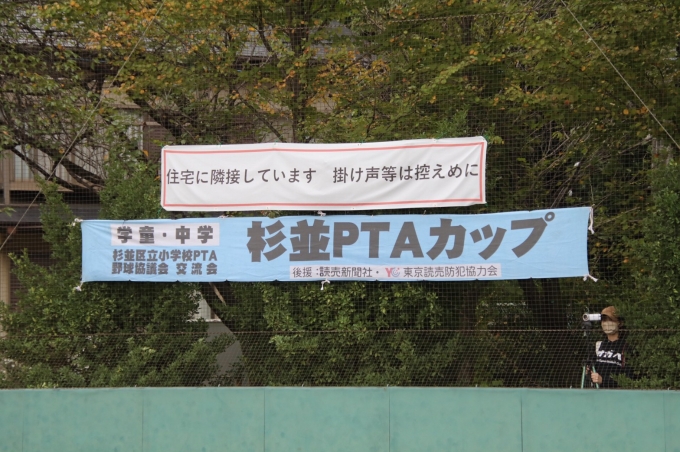 住宅に隣接しています 掛け声等は控えめに
学童・中学
杉並区立小学校PTA
野球協議会 交流会
杉並PTAカップ
後援:読売新聞社・ 東京読売防犯協力会